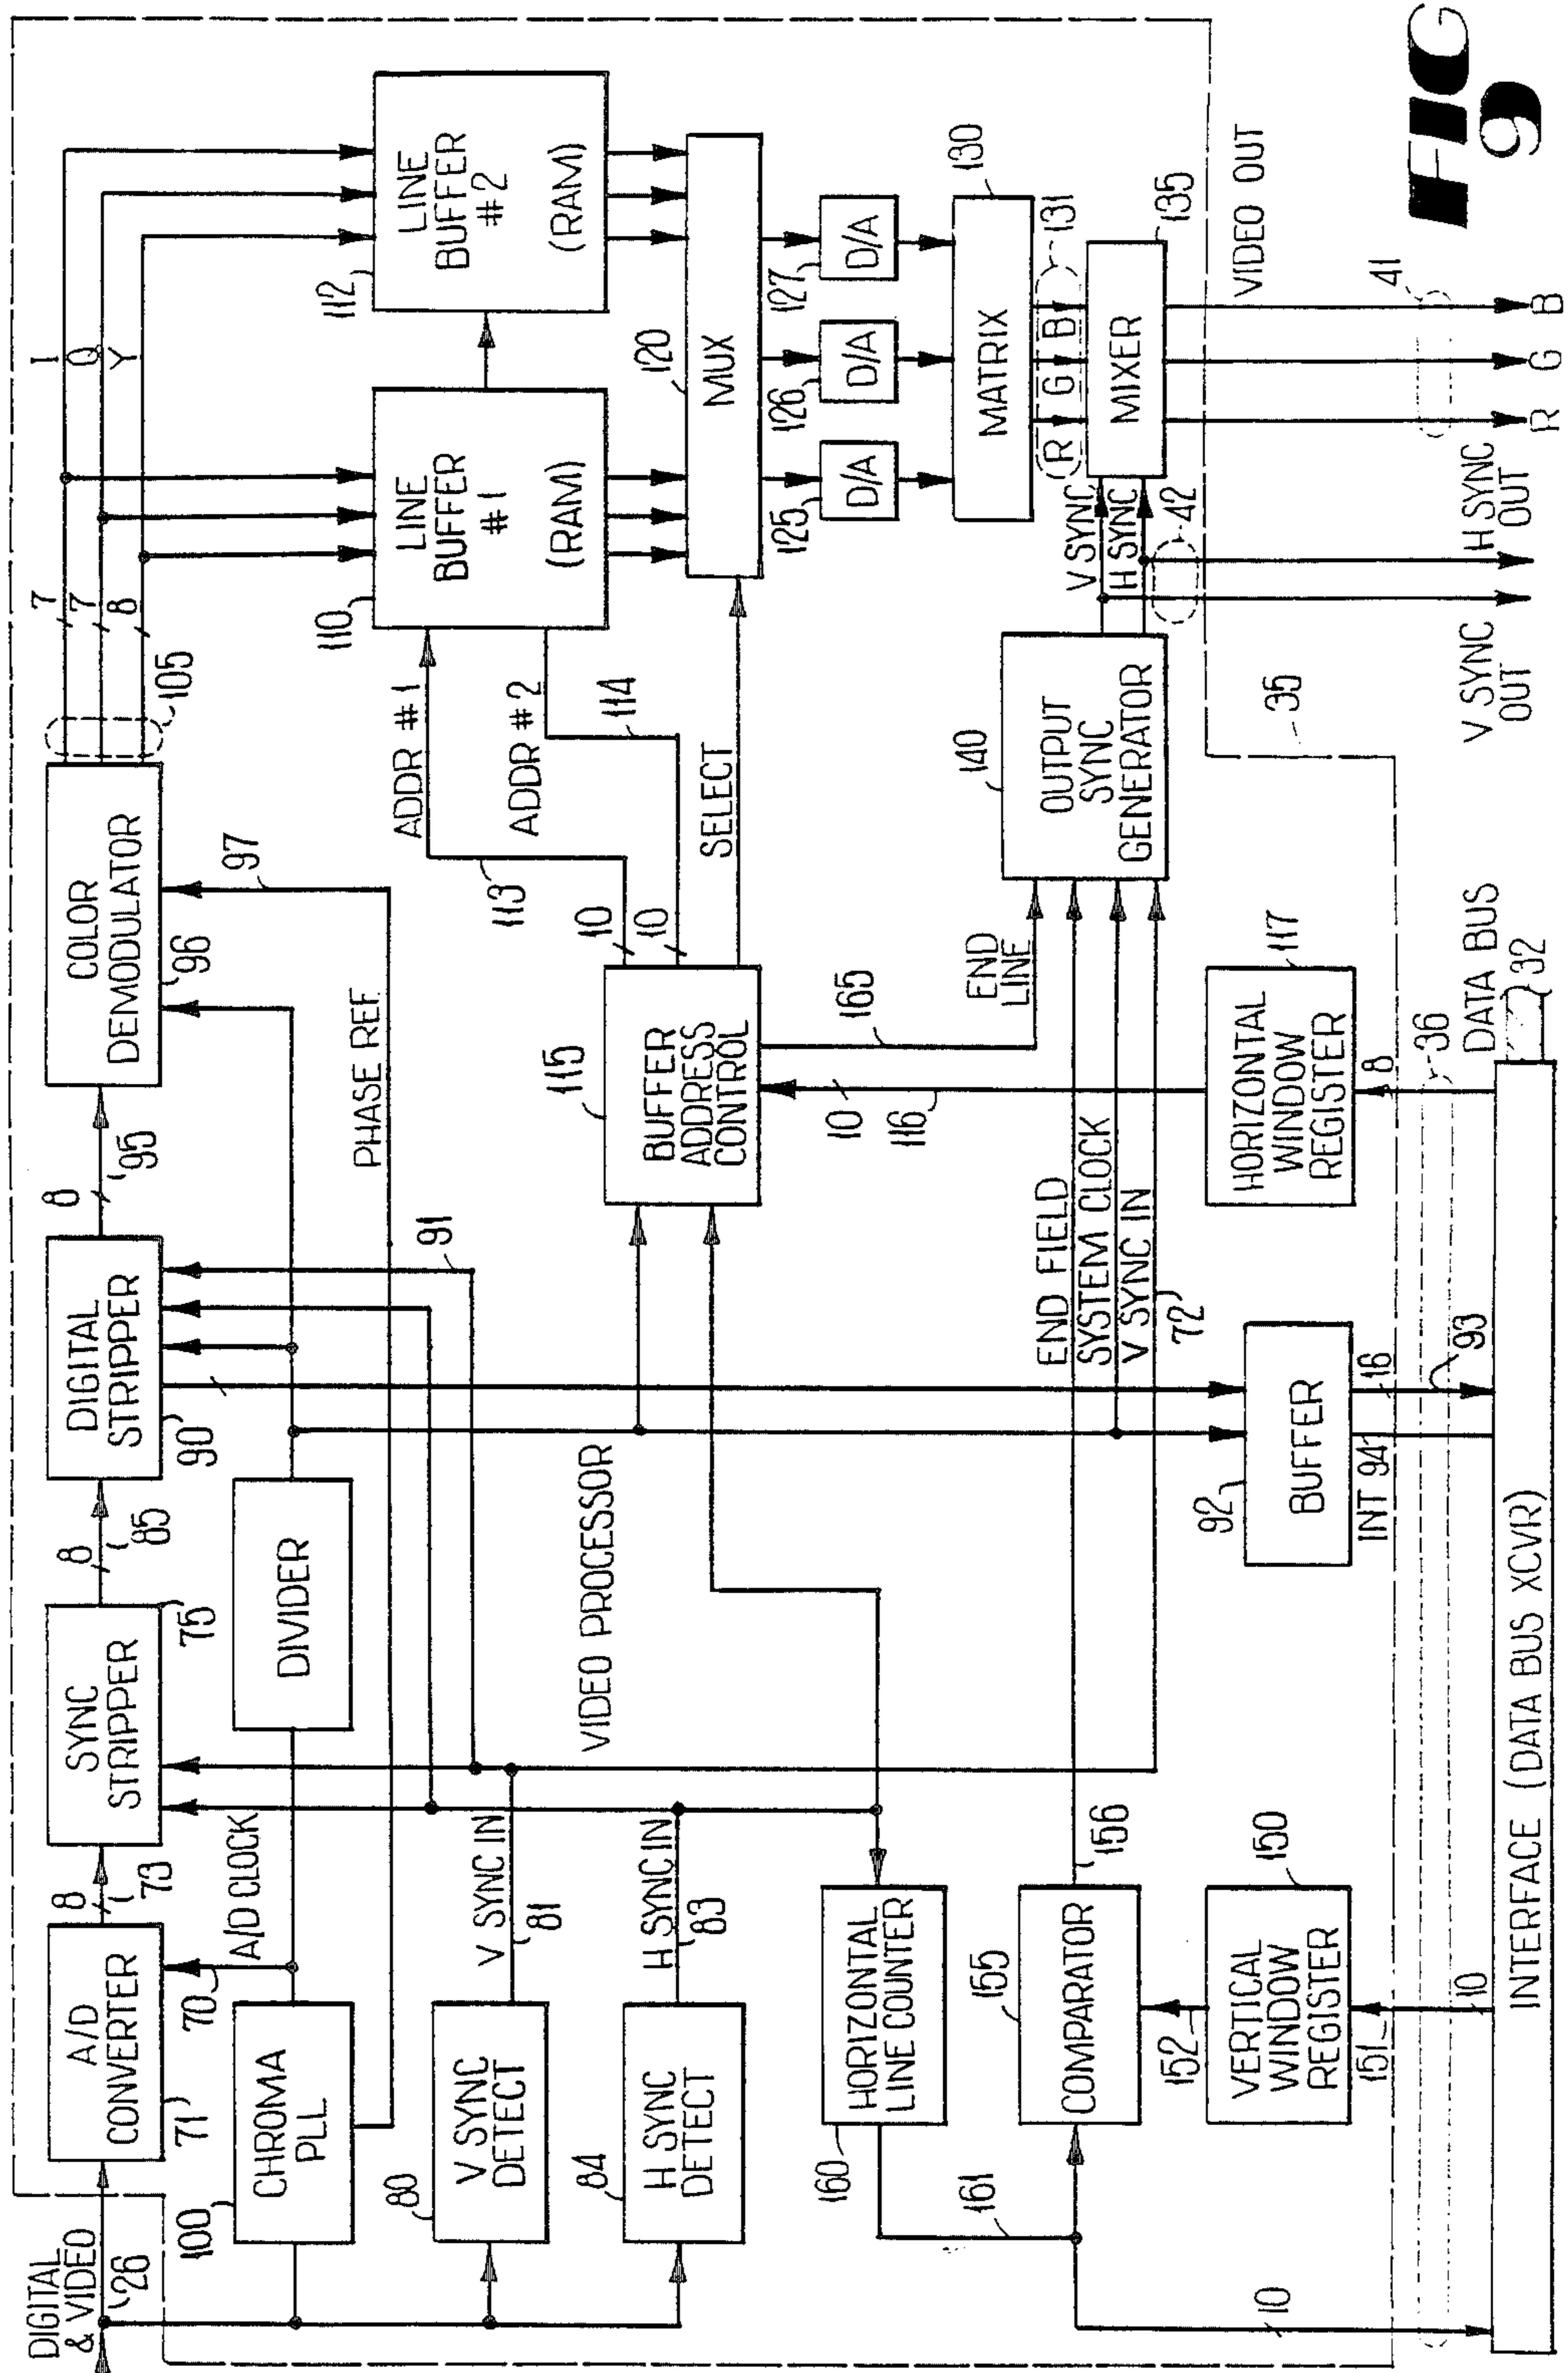 DIGITAL
& VIDEO
26
A/D
CONVERTER
71
70
A/D CLOCK
8
73
SYNC
STRIPPER
75
8
85
DIGITAL
STRIPPER
90
8
95
COLOR
DEMODULATOR
96
97
105
7
7
8
I
Q
Y
CHROMA
PLL
100
DIVIDER
PHASE REF.
91
V SYNC
DETECT
80
V SYNC IN
81
H SYNC
DETECT
84
H SYNC IN
83
VIDEO PROCESSOR
LINE
BUFFER
#1
(RAM)
110
LINE
BUFFER
#2
(RAM)
112
ADDR #1
113
ADDR #2
114
10
10
SELECT
BUFFER
ADDRESS
CONTROL
115
MUX
120
D/A
125
D/A
126
D/A
127
MATRIX
130
R
G
B
131
MIXER
135
V SYNC
H SYNC
42
VIDEO OUT
41
R
G
B
V SYNC
OUT
H SYNC
OUT
OUTPUT
SYNC
GENERATOR
140
END
LINE
165
END FIELD
SYSTEM CLOCK
V SYNC IN
72
HORIZONTAL
LINE COUNTER
160
161
COMPARATOR
155
156
152
VERTICAL
WINDOW
REGISTER
150
151
10
10
BUFFER
92
INT 94
16
93
HORIZONTAL
WINDOW
REGISTER
117
10
116
8
35
36
DATA BUS
32
INTERFACE (DATA BUS XCVR)
FIG
9